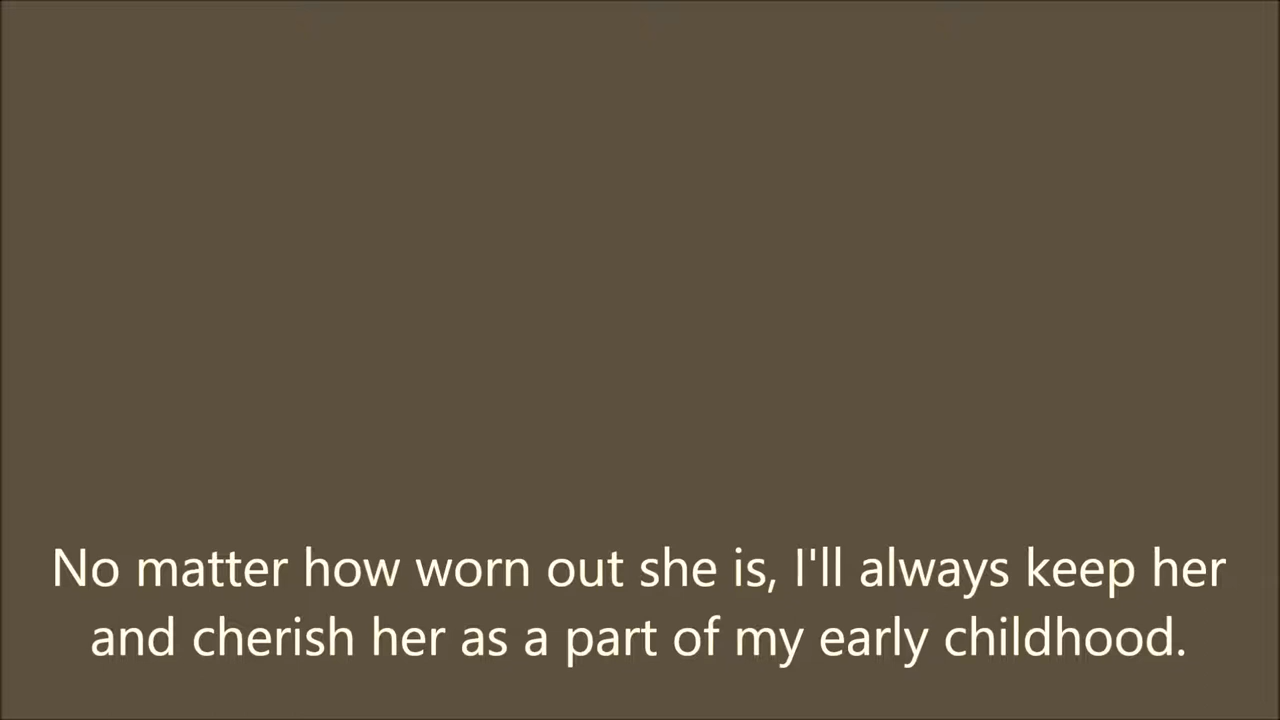 No matter how worn out she is, I'll always keep her
and cherish her as a part of my early childhood.